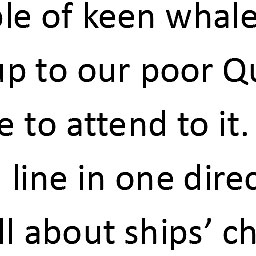 ple of keen whale
up to our poor Qu
e to attend to it.
line in one direc
ll about ships’ ch